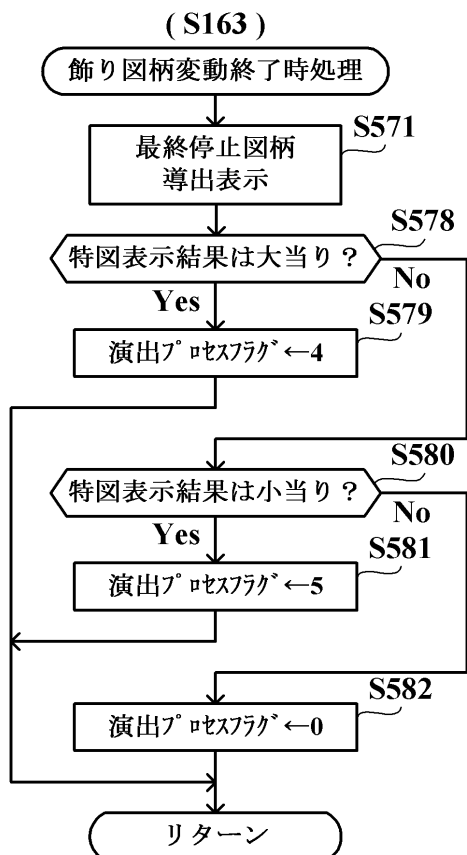 (S163)
飾り図柄変動終了時処理
S571
最終停止図柄
導出表示
S578
特図表示結果は大当り？
No
Yes
S579
演出ﾌﾟﾛｾｽﾌﾗｸﾞ←4
S580
特図表示結果は小当り？
No
Yes
S581
演出ﾌﾟﾛｾｽﾌﾗｸﾞ←5
S582
演出ﾌﾟﾛｾｽﾌﾗｸﾞ←0
リターン